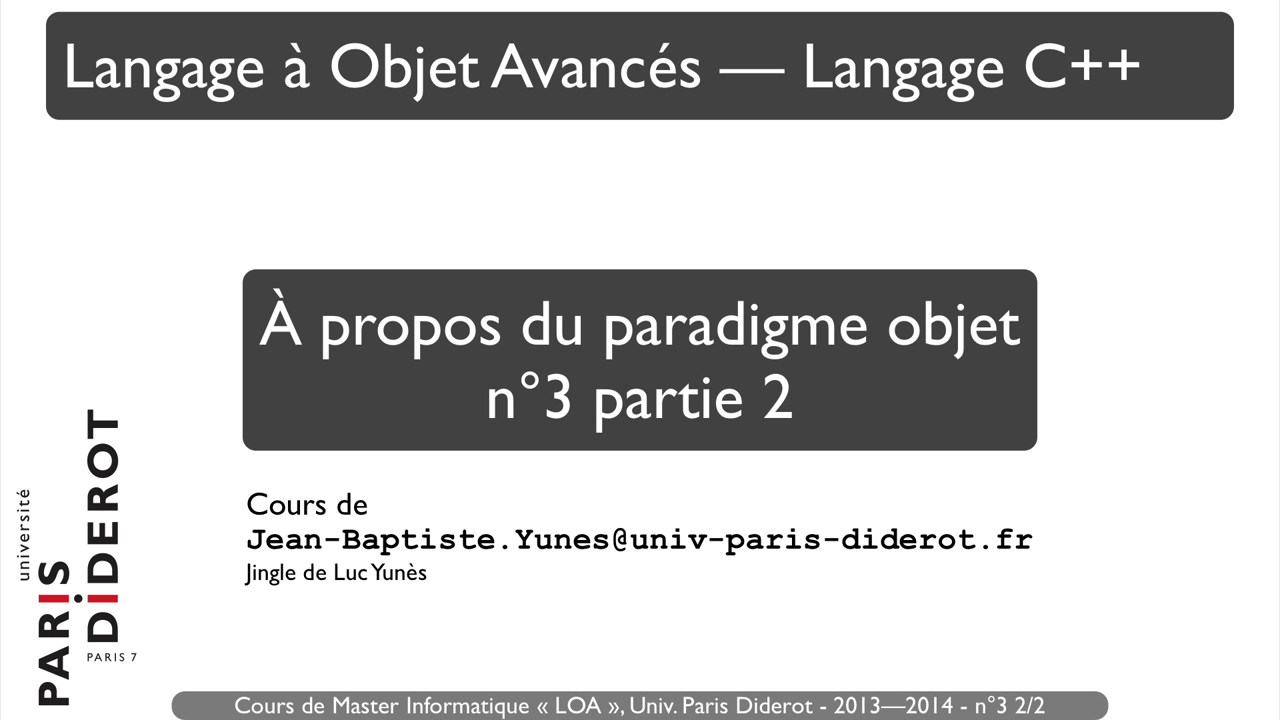 Langage à Objet Avancés — Langage C++
À propos du paradigme objet
n°3 partie 2
Cours de
Jean-Baptiste.Yunes@univ-paris-diderot.fr
Jingle de Luc Yunès
université
PARIS
DiDEROT
PARIS 7
Cours de Master Informatique « LOA », Univ. Paris Diderot - 2013—2014 - n°3 2/2